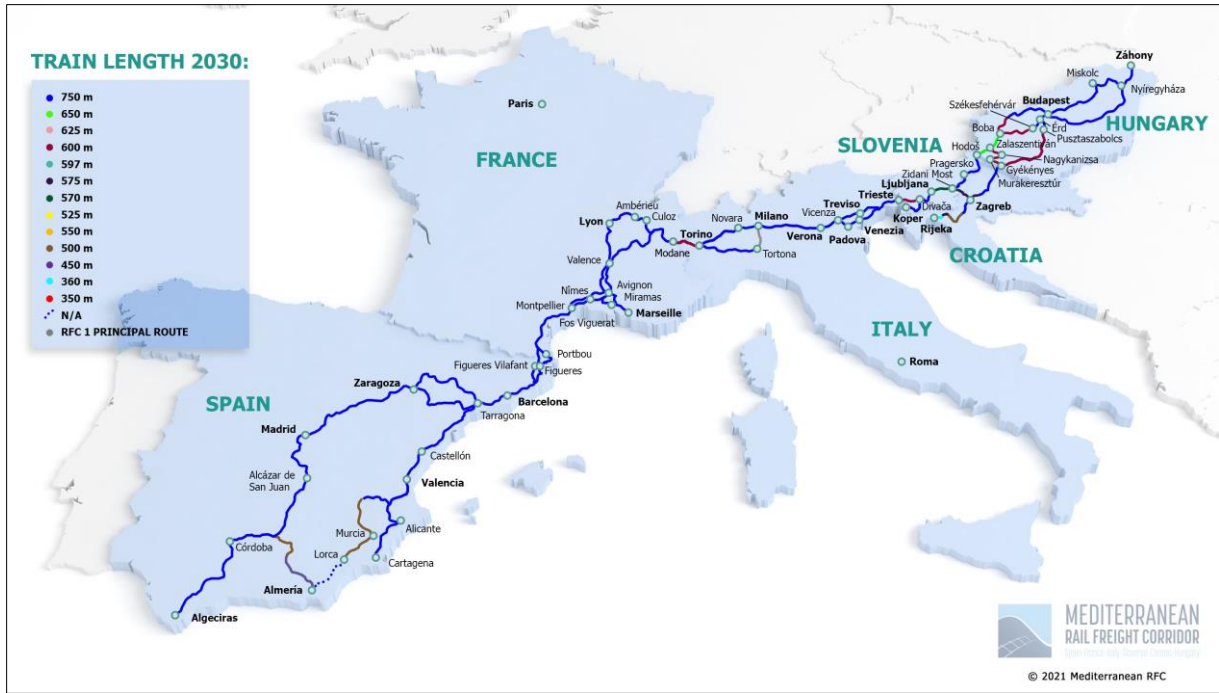 TRAIN LENGTH 2030:
750 m
650 m
625 m
600 m
597 m
575 m
570 m
525 m
550 m
500 m
450 m
360 m
350 m
N/A
RFC 1 PRINCIPAL ROUTE
Paris
FRANCE
Lyon
Ambérieu
Culoz
Modane
Valence
Avignon
Miramas
Nîmes
Montpellier
Fos Viguerat
Marseille
Portbou
Figueres Vilafant
Figueres
Zaragoza
Barcelona
Tarragona
SPAIN
Madrid
Castellón
Alcázar de
San Juan
Valencia
Alicante
Murcia
Lorca
Cartagena
Córdoba
Almería
Algeciras
Novara
Milano
Torino
Tortona
Verona
Vicenza
Padova
Treviso
Venezia
Trieste
ITALY
Roma
SLOVENIA
Hodoš
Pragersko
Zidani Most
Ljubljana
Divača
Koper
Rijeka
Zagreb
CROATIA
Záhony
Miskolc
Nyíregyháza
Budapest
Székesfehérvár
HUNGARY
Érd
Pusztaszabolcs
Boba
Zalaszentiván
Nagykanizsa
Gyékényes
Murakeresztúr
MEDITERRANEAN
RAIL FREIGHT CORRIDOR
© 2021 Mediterranean RFC